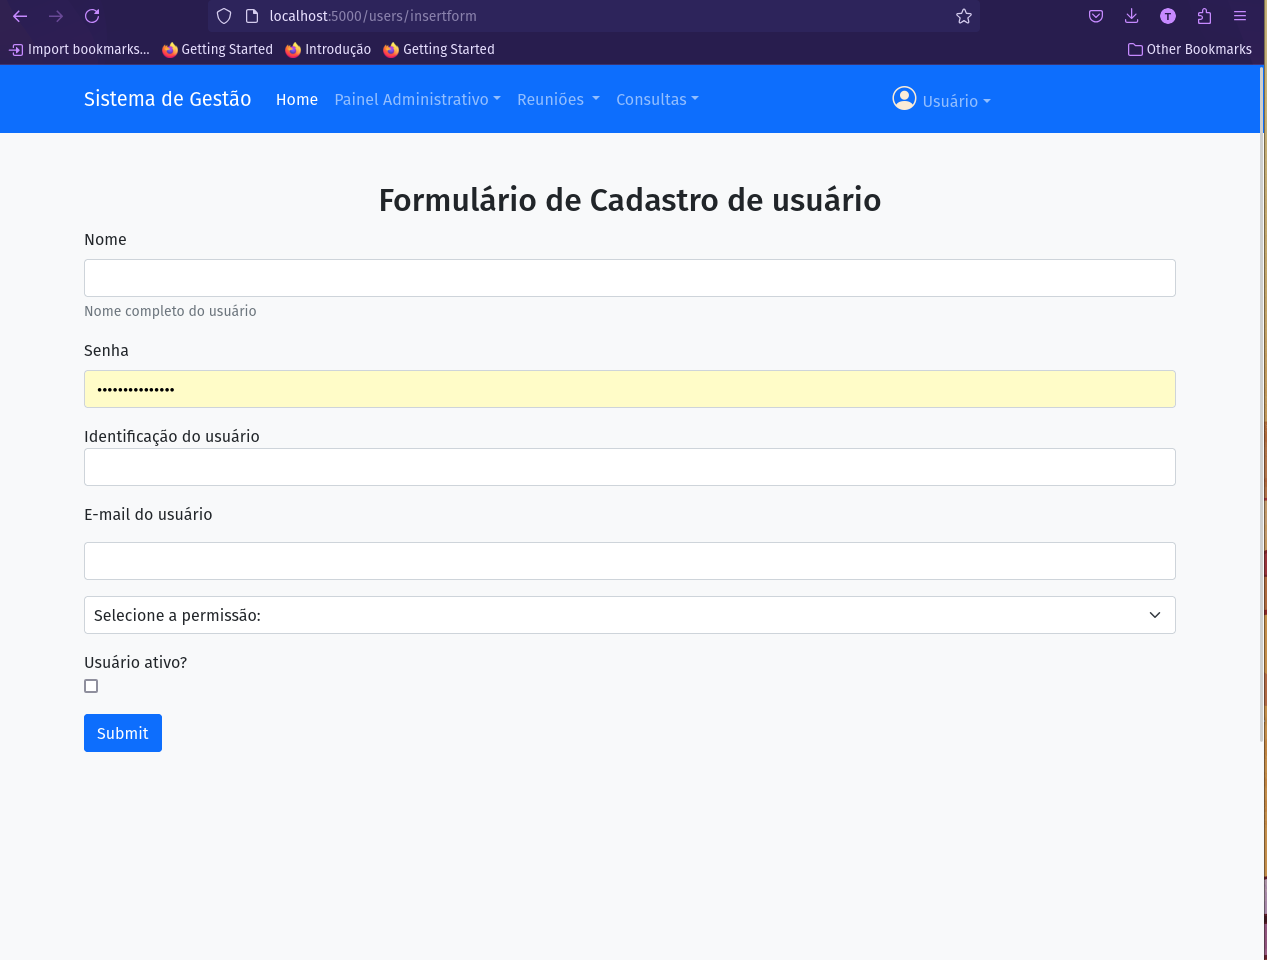 localhost:5000/users/insertform
T
Import bookmarks... Getting Started Introdução Getting Started Other Bookmarks
Sistema de Gestão Home Painel Administrativo Reuniões Consultas Usuário
Formulário de Cadastro de usuário
Nome
Nome completo do usuário
Senha
•••••••••••••••
Identificação do usuário
E-mail do usuário
Selecione a permissão:
Usuário ativo?
Submit